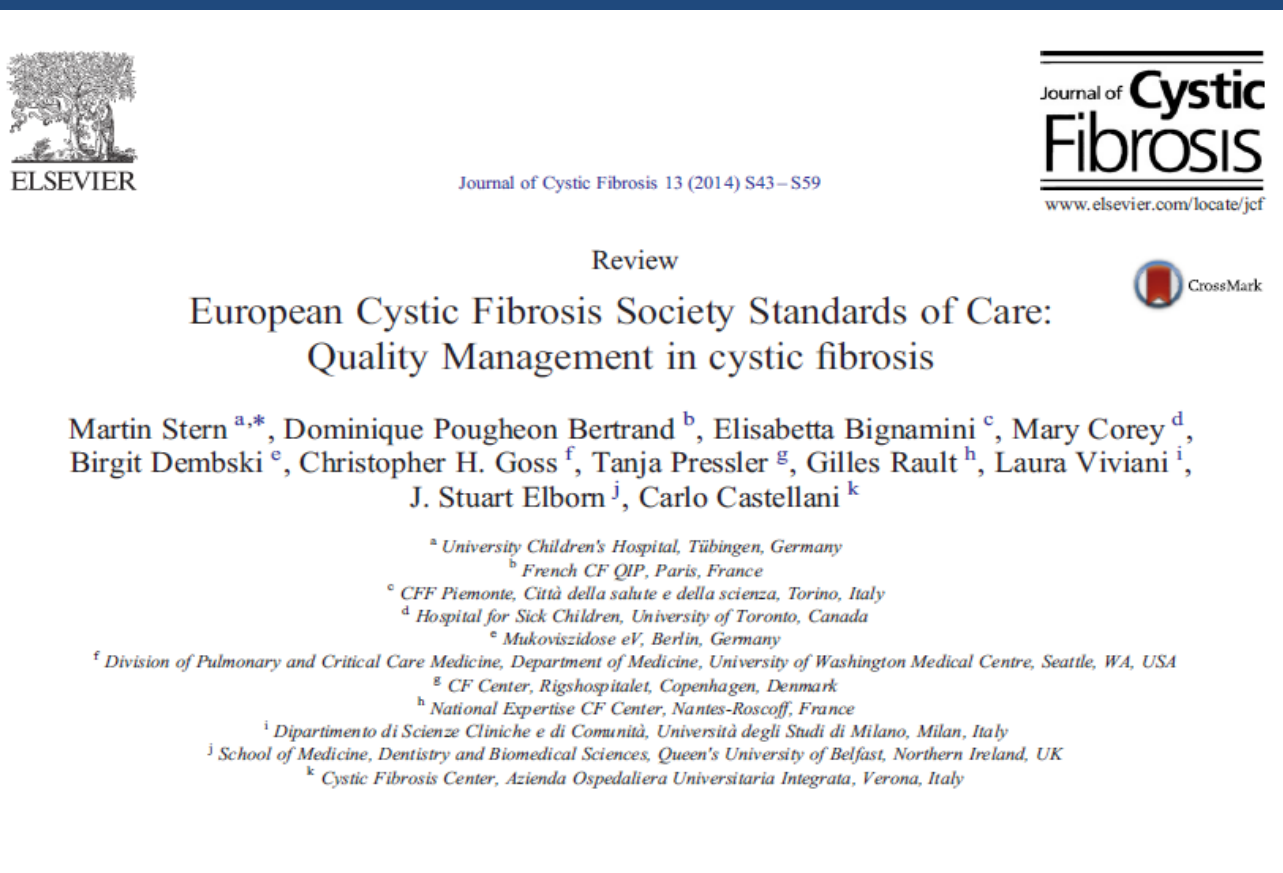 ELSEVIER
Journal of Cystic Fibrosis 13 (2014) S43–S59
Journal of Cystic
Fibrosis
www.elsevier.com/locate/jcf
Review
CrossMark
European Cystic Fibrosis Society Standards of Care:
Quality Management in cystic fibrosis
Martin Stern a,*, Dominique Pougheon Bertrand b, Elisabetta Bignamini c, Mary Corey d,
Birgit Dembski e, Christopher H. Goss f, Tanja Pressler g, Gilles Rault h, Laura Viviani i,
J. Stuart Elborn j, Carlo Castellani k
a University Children's Hospital, Tübingen, Germany
b French CF QIP, Paris, France
c CFF Piemonte, Città della salute e della scienza, Torino, Italy
d Hospital for Sick Children, University of Toronto, Canada
e Mukoviszidose eV, Berlin, Germany
f Division of Pulmonary and Critical Care Medicine, Department of Medicine, University of Washington Medical Centre, Seattle, WA, USA
g CF Center, Rigshospitalet, Copenhagen, Denmark
h National Expertise CF Center, Nantes-Roscoff, France
i Dipartimento di Scienze Cliniche e di Comunità, Università degli Studi di Milano, Milan, Italy
j School of Medicine, Dentistry and Biomedical Sciences, Queen's University of Belfast, Northern Ireland, UK
k Cystic Fibrosis Center, Azienda Ospedaliera Universitaria Integrata, Verona, Italy